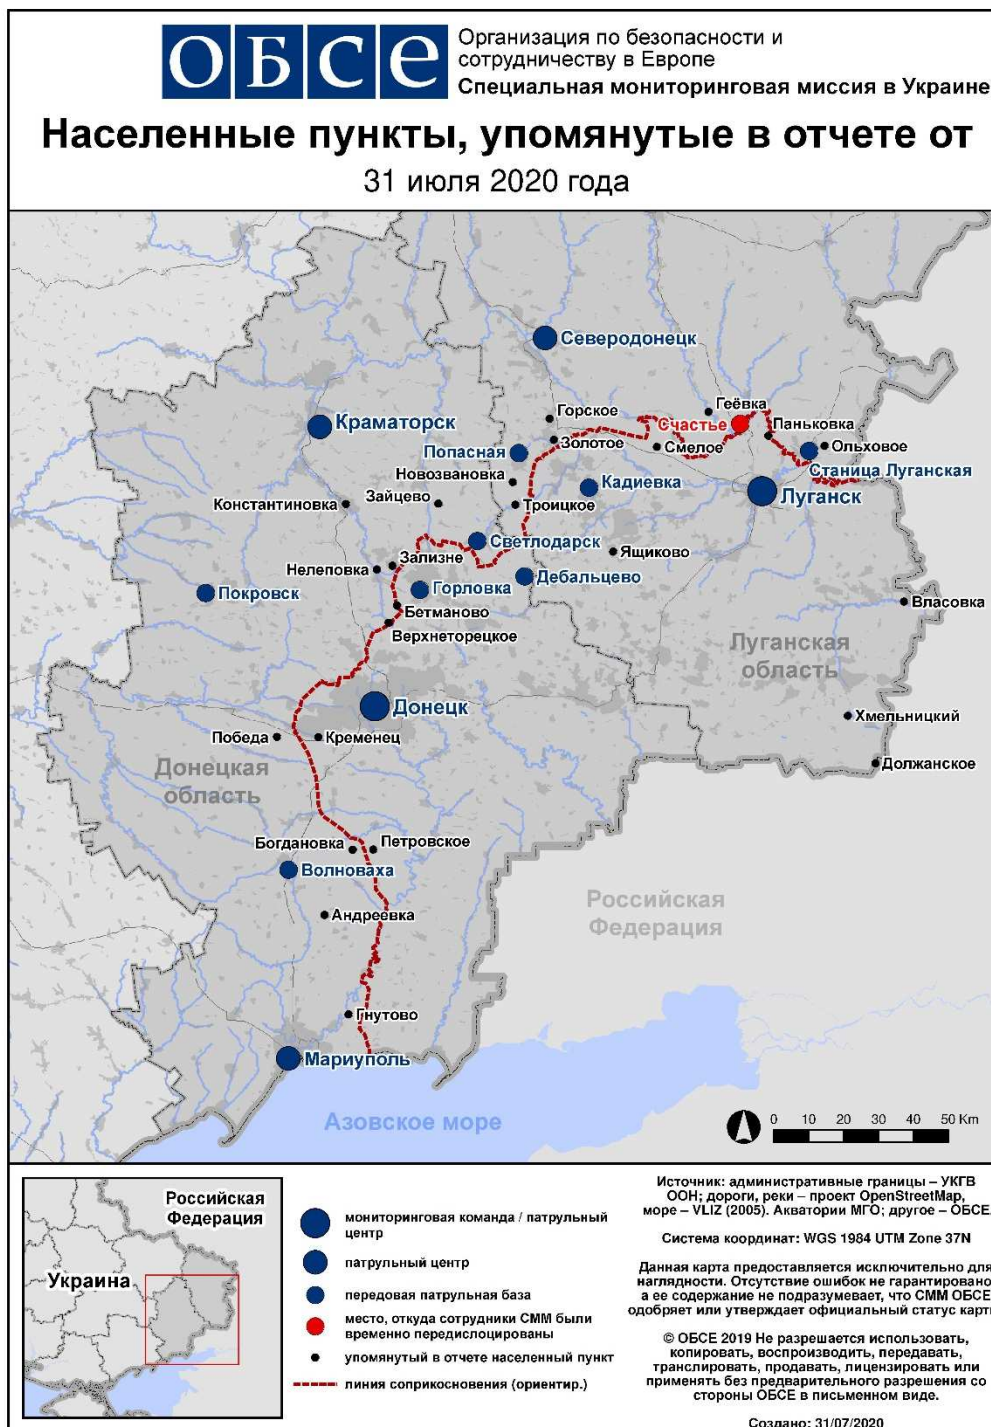 ОБСЕ
Организация по безопасности и
сотрудничеству в Европе
Специальная мониторинговая миссия в Украине
Населенные пункты, упомянутые в отчете от
31 июля 2020 года
Северодонецк
Геёвка
Горское
Счастье
Паньковка
Краматорск
Золотое
Смелое
Ольховое
Попасная
Станица Луганская
Новозвановка
Кадиевка
Луганск
Зайцево
Константиновка
Троицкое
Светлодарск
Ящиково
Зализне
Нелеповка
Дебальцево
Покровск
Горловка
Власовка
Бетманово
Верхнеторецкое
Луганская
область
Донецк
Хмельницкий
Победа
Кременец
Должанское
Донецкая
область
Богдановка
Петровское
Волноваха
Российская
Федерация
Андреевка
Гнутово
Мариуполь
Азовское море
0 10 20 30 40 50 Km
Российская
Федерация
Украина
мониторинговая команда / патрульный
центр
патрульный центр
передовая патрульная база
место, откуда сотрудники СММ были
временно передислоцированы
упомянутый в отчете населенный пункт
линия соприкосновения (ориентир.)
Источник: административные границы – УКГВ
ООН; дороги, реки – проект OpenStreetMap,
море – VLIZ (2005). Акватории МГО; другое – ОБСЕ.
Система координат: WGS 1984 UTM Zone 37N
Данная карта предоставляется исключительно для
наглядности. Отсутствие ошибок не гарантировано
а ее содержание не подразумевает, что СММ ОБСЕ
одобряет или утверждает официальный статус карт
© ОБСЕ 2019 Не разрешается использовать,
копировать, воспроизводить, передавать,
транслировать, продавать, лицензировать или
применять без предварительного разрешения со
стороны ОБСЕ в письменном виде.
Создано: 31/07/2020